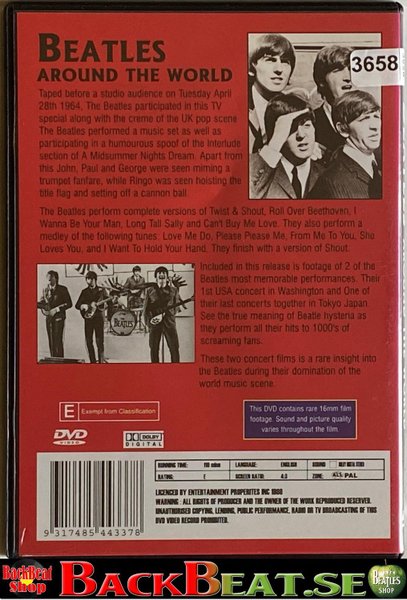 BEATLES
AROUND THE WORLD
3658
Taped before a studio audience on Tuesday April
28th 1964, The Beatles participated in this TV
special along with the creme of the UK pop scene
The Beatles performed a music set as well as
participating in a humourous spoof of the interlude
section of A Midsummer Nights Dream. Apart from
this John, Paul and George were seen miming a
trumpet fanfare, while Ringo was seen hoisting the
title flag and setting off a cannon ball.
The Beatles perform complete versions of Twist & Shout, Roll Over Beethoven, I
Wanna Be Your Man, Long Tall Sally and Can't Buy Me Love. They also perform a
medley of the following tunes: Love Me Do, Please Please Me, From Me To You, She
Loves You, and I Want To Hold Your Hand. They finish with a version of Shout.
Included in this release is footage of 2 of the
Beatles most memorable performances. Their
1st USA concert in Washington and One of
their last concerts together in Tokyo Japan.
See the true meaning of Beatle hysteria as
they perform all their hits to 1000's of
screaming fans.
These two concert films is a rare insight into
the Beatles during their domination of the
world music scene.
THE BEATLES
E Exempt from Classification
This DVD contains rare 16mm film
footage. Sound and picture quality
varies throughout the film.
DVD
VIDEO
DOLBY
DIGITAL
RUNNING TIME: LANGUAGE: ENGLISH SOUND
RATING: E SCREEN RATIO: 4:3 ZONE: ALL PAL
LICENCED BY ENTERTAINMENT PROPERITES INC 1988
WARNING : ALL RIGHTS OF PRODUCER AND THE OWNER OF THE WORK REPRODUCED RESERVED.
UNAUTHORISED COPYING, LENDING, PUBLIC PERFORMANCE, RADIO OR TV BROADCASTING OF THIS
DVD VIDEO RECORD PROHIBITED.
9 317485 443378
BackBeat
Shop
BACKBEAT.SE
BEATLES
SHOP